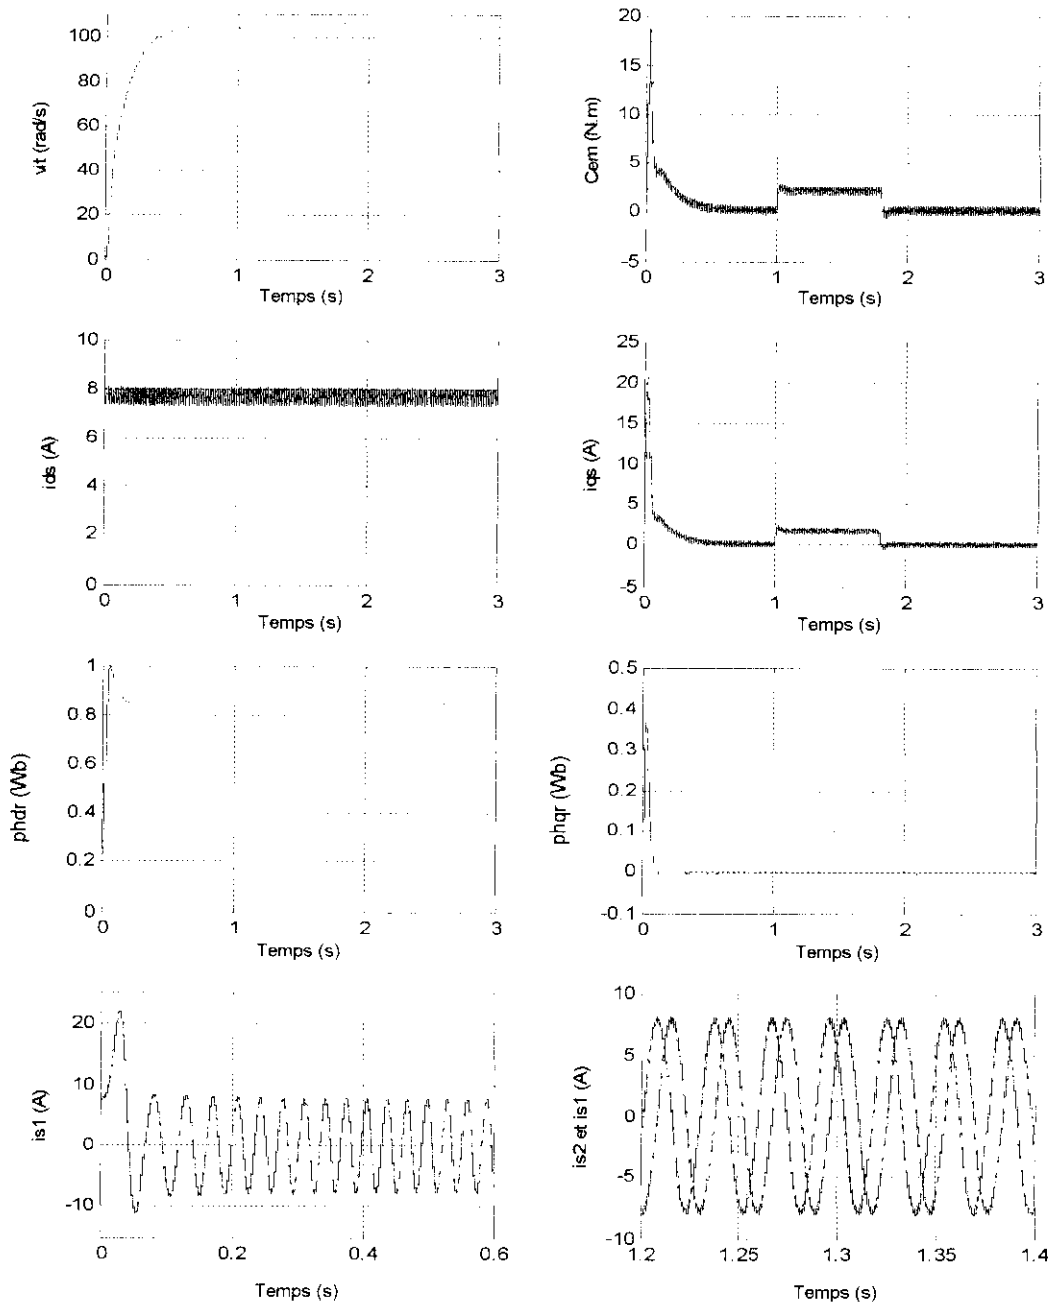 100
80
60
40
20
0
vit (rad/s)
0 1 2 3
Temps (s)
20
15
10
5
0
-5
Cem (N.m)
0 1 2 3
Temps (s)
10
8
6
4
2
0
ids (A)
0 1 2 3
Temps (s)
25
20
15
10
5
0
-5
iqs (A)
0 1 2 3
Temps (s)
1
0.8
0.6
0.4
0.2
0
phdr (Wb)
0 1 2 3
Temps (s)
0.5
0.4
0.3
0.2
0.1
0
-0.1
phqr (Wb)
0 1 2 3
Temps (s)
20
10
0
-10
is1 (A)
0 0.2 0.4 0.6
Temps (s)
10
5
0
-5
-10
is2 et is1 (A)
1.2 1.25 1.3 1.35 1.4
Temps (s)